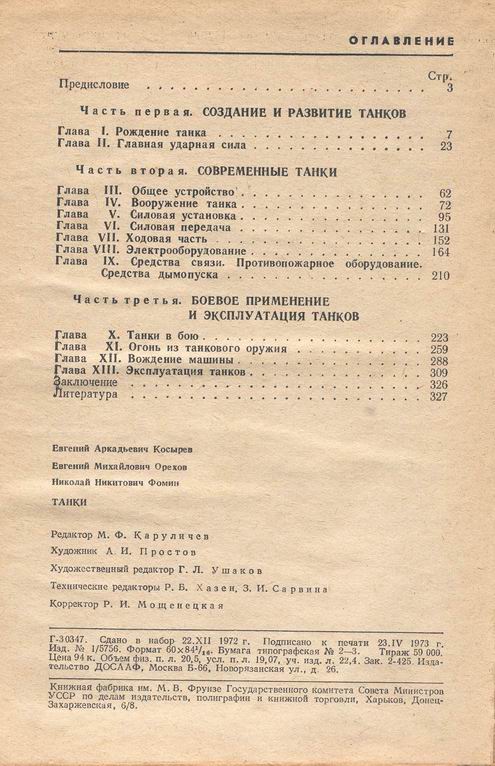 ОГЛАВЛЕНИЕ
Стр.
Предисловие . . . . . . . . . . . . . . . . . . . . 3
Часть первая. СОЗДАНИЕ И РАЗВИТИЕ ТАНКОВ
Глава I. Рождение танка . . . . . . . . . . . . . . 7
Глава II. Главная ударная сила . . . . . . . . . . . 23
Часть вторая. СОВРЕМЕННЫЕ ТАНКИ
Глава III. Общее устройство . . . . . . . . . . . . 62
Глава IV. Вооружение танка . . . . . . . . . . . . 72
Глава V. Силовая установка . . . . . . . . . . . . 95
Глава VI. Силовая передача . . . . . . . . . . . . 131
Глава VII. Ходовая часть . . . . . . . . . . . . . 152
Глава VIII. Электрооборудование . . . . . . . . . . 164
Глава IX. Средства связи. Противопожарное оборудование.
Средства дымопуска . . . . . . . . . . . . 210
Часть третья. БОЕВОЕ ПРИМЕНЕНИЕ
И ЭКСПЛУАТАЦИЯ ТАНКОВ
Глава X. Танки в бою . . . . . . . . . . . . . . . 223
Глава XI. Огонь из танкового оружия . . . . . . . . 259
Глава XII. Вождение машины . . . . . . . . . . . . 288
Глава XIII. Эксплуатация танков . . . . . . . . . . 309
Заключение . . . . . . . . . . . . . . . . . . . . 326
Литература . . . . . . . . . . . . . . . . . . . . 327
Евгений Аркадьевич Косырев
Евгений Михайлович Орехов
Николай Никитович Фомин
ТАНКИ
Редактор М. Ф. Каруличев
Художник А. И. Простов
Художественный редактор Г. Л. Ушаков
Технические редакторы Р. Б. Хазен, З. И. Сарвина
Корректор Р. И. Мощенецкая
Г-30347. Сдано в набор 22.XII 1972 г. Подписано к печати 23.IV 1973 г.
Изд. № 1/5756. Формат 60×84¹/₁₆. Бумага типографская № 2—3. Тираж 59 000.
Цена 94 к. Объем физ. п. л. 20,5, усл. п. л. 19,07, уч. изд. л. 22,4. Зак. 2-425. Изда-
тельство ДОСААФ, Москва Б-66, Новорязанская ул., д. 26.
Книжная фабрика им. М. В. Фрунзе Государственного комитета Совета Министров
УССР по делам издательств, полиграфии и книжной торговли, Харьков, Донец-
Захаржевская, 6/8.